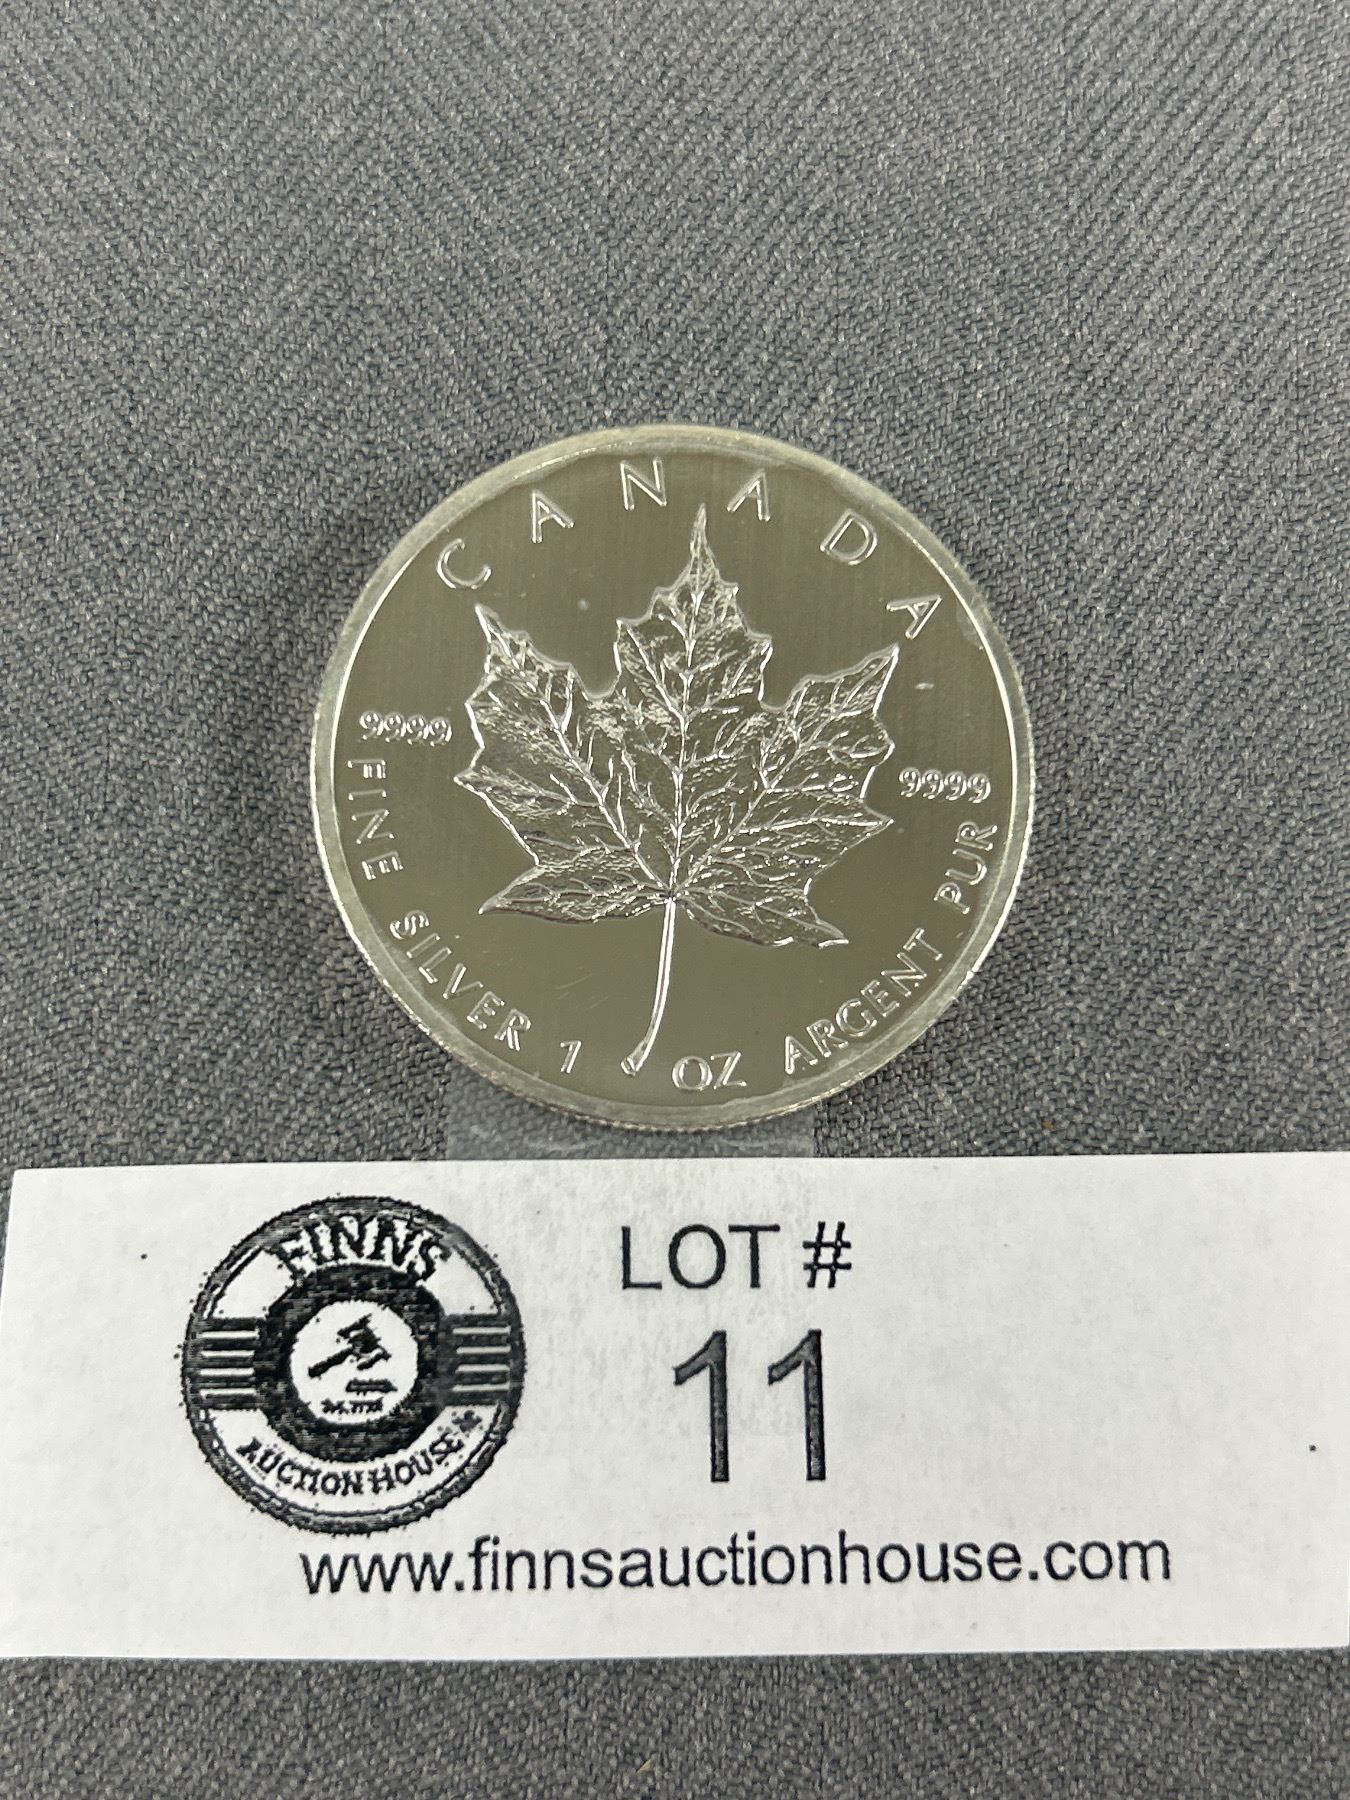 CANADA
9999
9999
FINE SILVER 1 OZ ARGENT PUR
FINNS
AUCTION HOUSE
LOT #
11
www.finnsauctionhouse.com